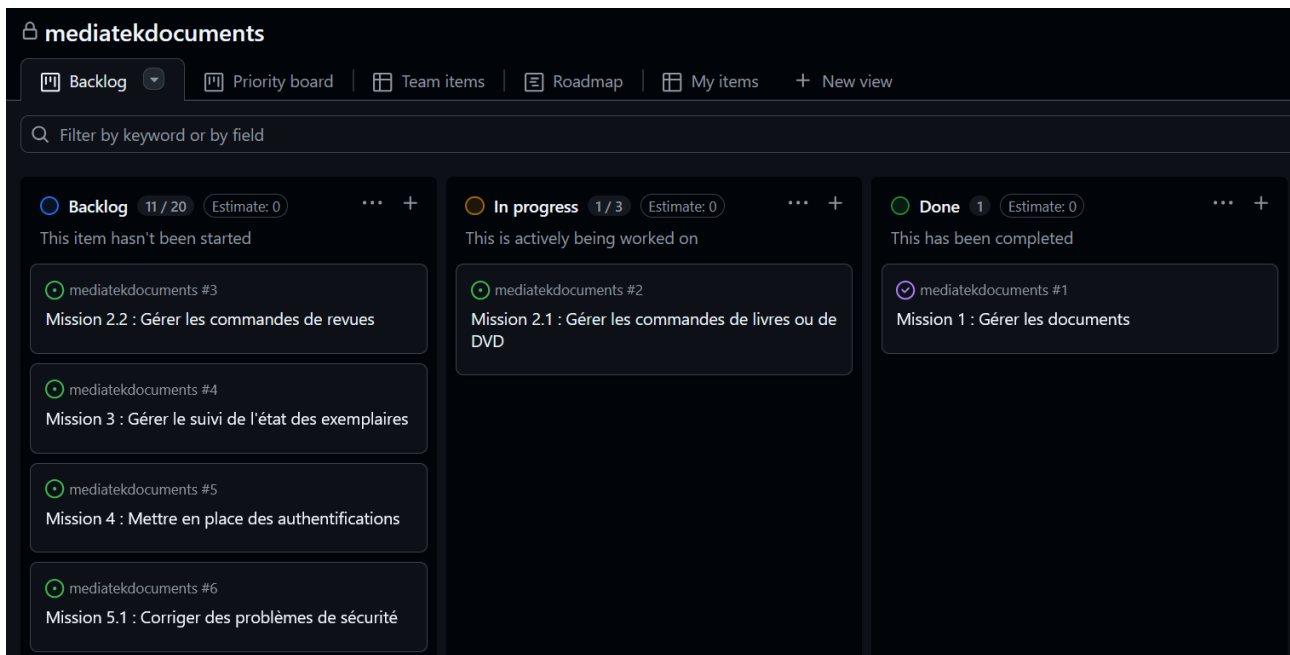 mediatekdocuments
Backlog
Priority board
Team items
Roadmap
My items
+ New view
Filter by keyword or by field
Backlog 11 / 20 Estimate: 0 ... +
This item hasn't been started
mediatekdocuments #3
Mission 2.2 : Gérer les commandes de revues
mediatekdocuments #4
Mission 3 : Gérer le suivi de l'état des exemplaires
mediatekdocuments #5
Mission 4 : Mettre en place des authentifications
mediatekdocuments #6
Mission 5.1 : Corriger des problèmes de sécurité
In progress 1 / 3 Estimate: 0 ... +
This is actively being worked on
mediatekdocuments #2
Mission 2.1 : Gérer les commandes de livres ou de
DVD
Done 1 Estimate: 0 ... +
This has been completed
mediatekdocuments #1
Mission 1 : Gérer les documents